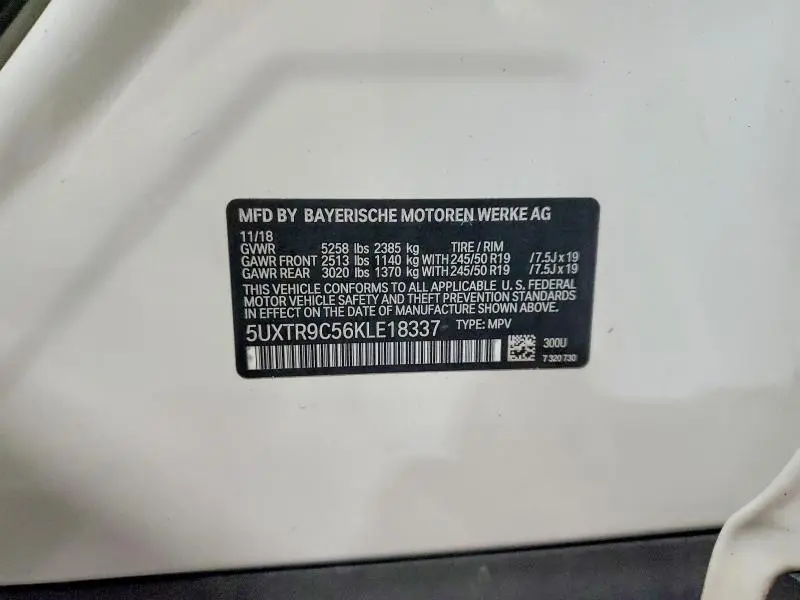 MFD BY BAYERISCHE MOTOREN WERKE AG
11/18
GVWR 5258 lbs 2385 kg TIRE / RIM
GAWR FRONT 2513 lbs 1140 kg WITH 245/50 R19 /7.5J x 19
GAWR REAR 3020 lbs 1370 kg WITH 245/50 R19 /7.5J x 19
THIS VEHICLE CONFORMS TO ALL APPLICABLE U. S. FEDERAL
MOTOR VEHICLE SAFETY AND THEFT PREVENTION STANDARDS
IN EFFECT ON THE DATE OF MANUFACTURE SHOWN ABOVE.
5UXTR9C56KLE18337 TYPE: MPV
300U
7 320 730